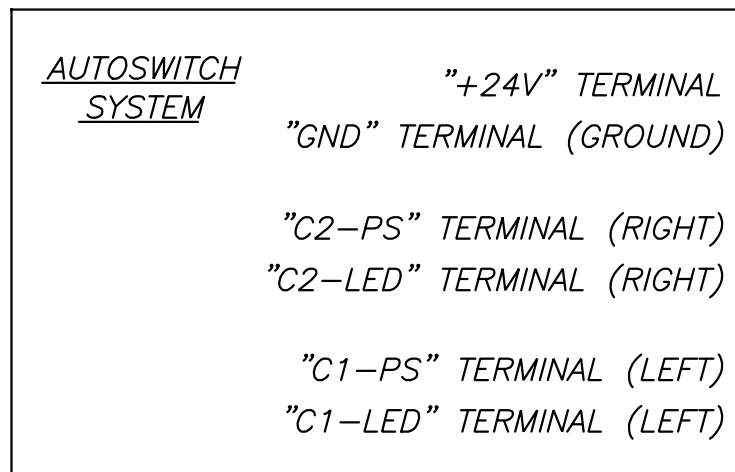 AUTOSWITCH
SYSTEM
"+24V" TERMINAL
"GND" TERMINAL (GROUND)
"C2-PS" TERMINAL (RIGHT)
"C2-LED" TERMINAL (RIGHT)
"C1-PS" TERMINAL (LEFT)
"C1-LED" TERMINAL (LEFT)